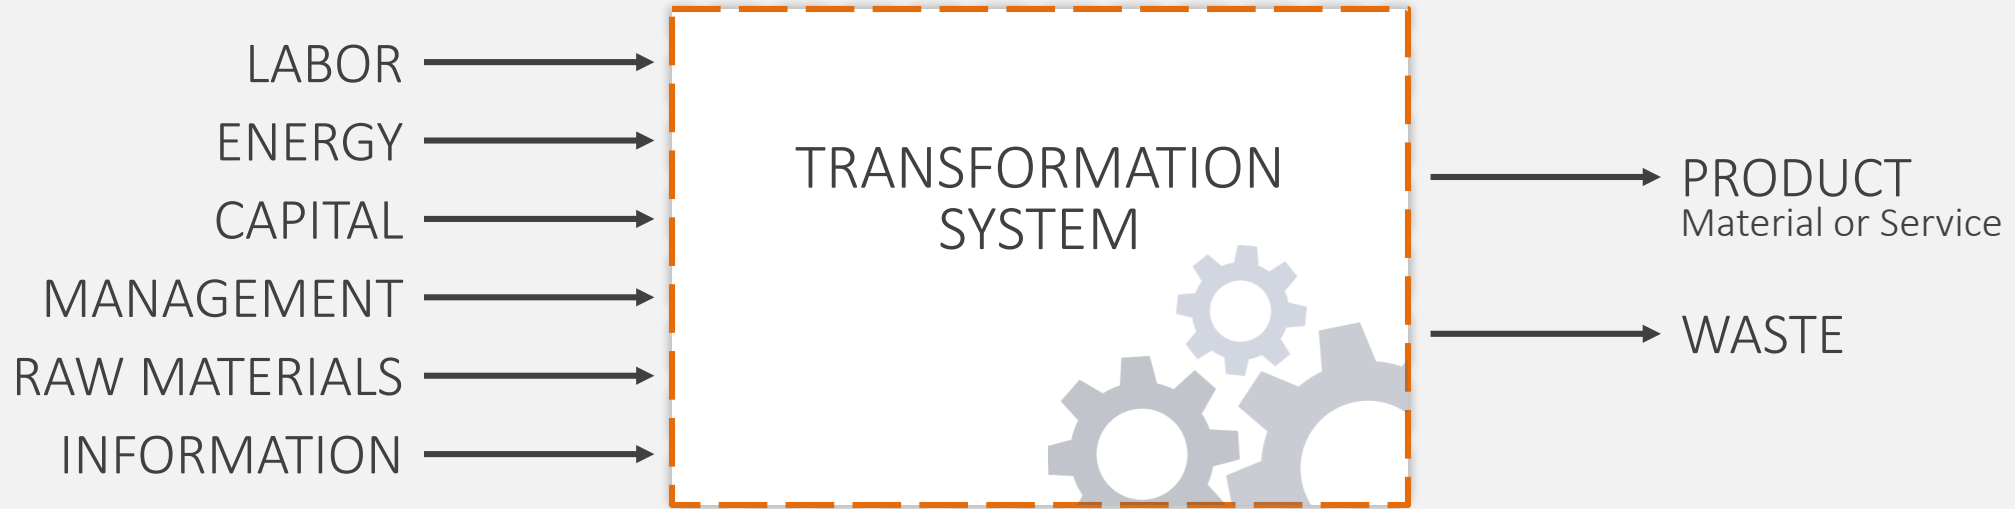 LABOR
ENERGY
CAPITAL
MANAGEMENT
RAW MATERIALS
INFORMATION
TRANSFORMATION
SYSTEM
PRODUCT
Material or Service
WASTE